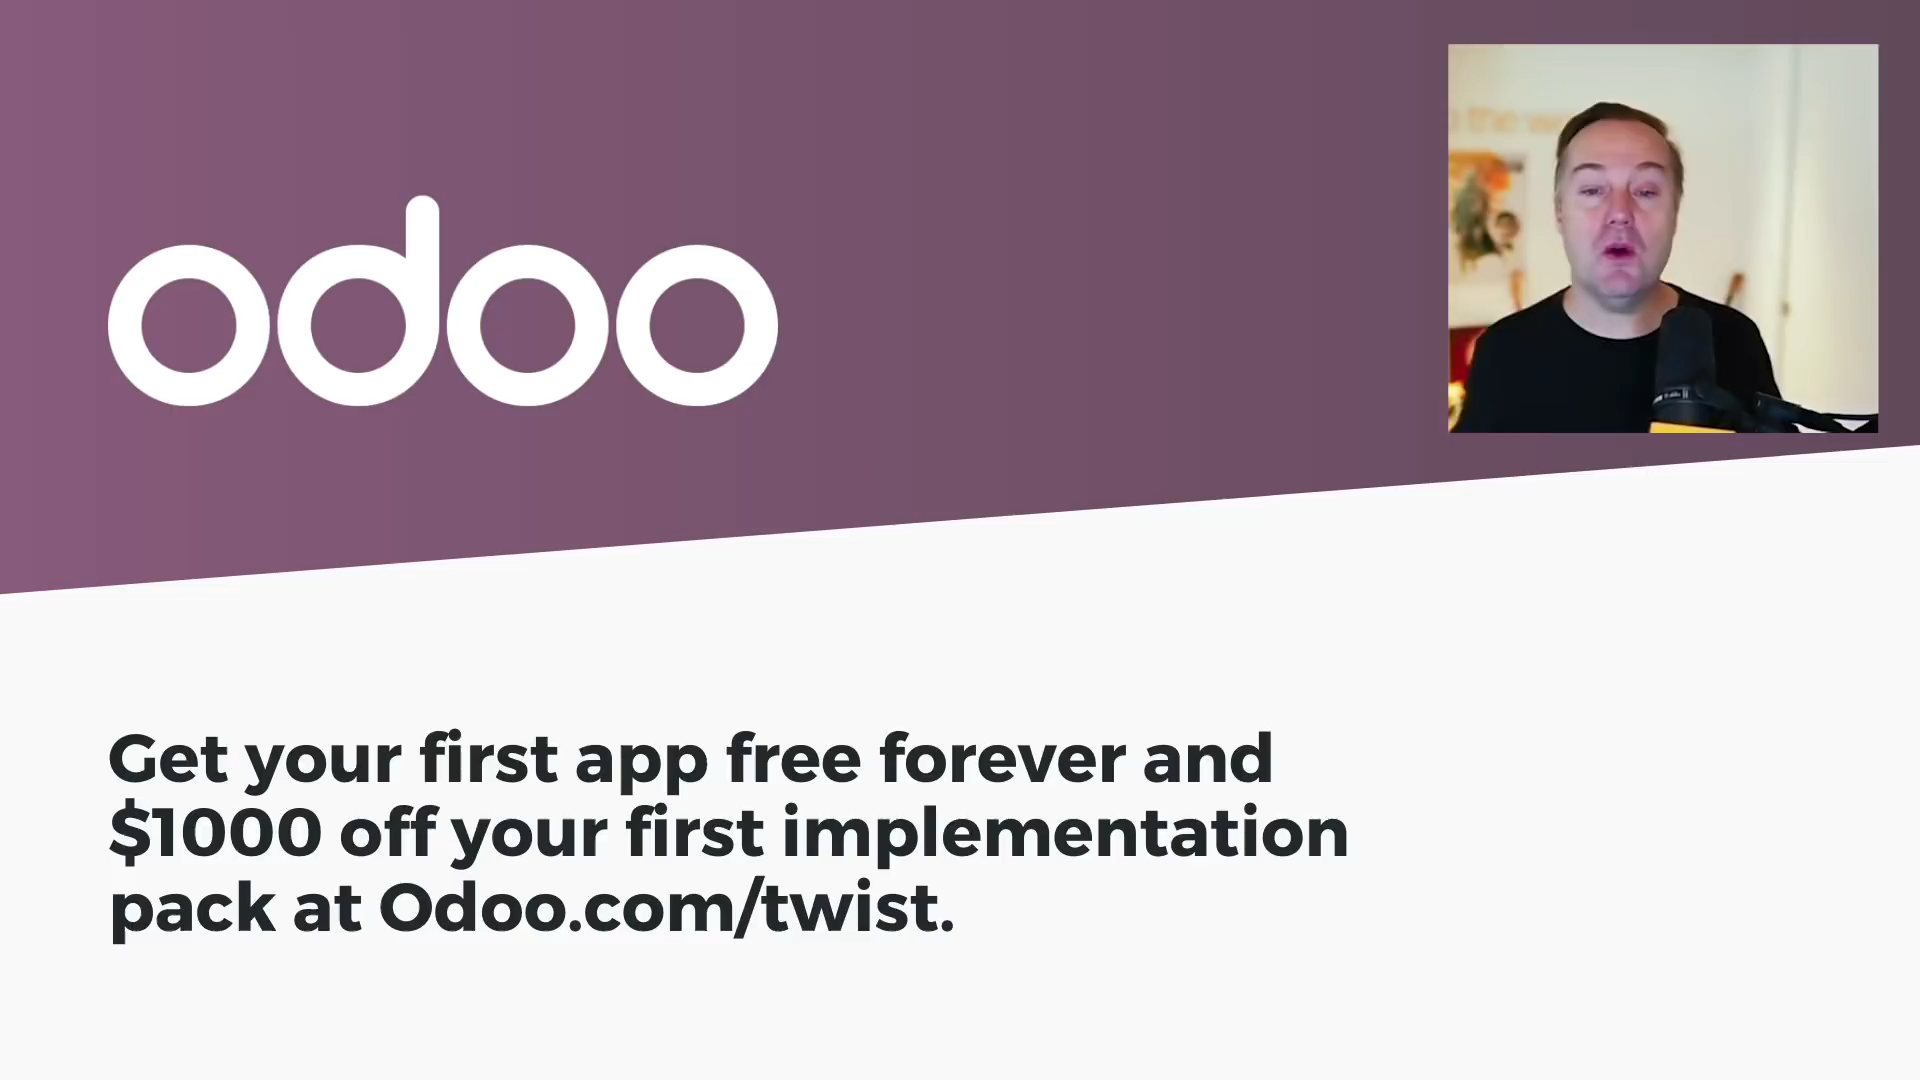 odoo
Get your first app free forever and
$1000 off your first implementation
pack at Odoo.com/twist.